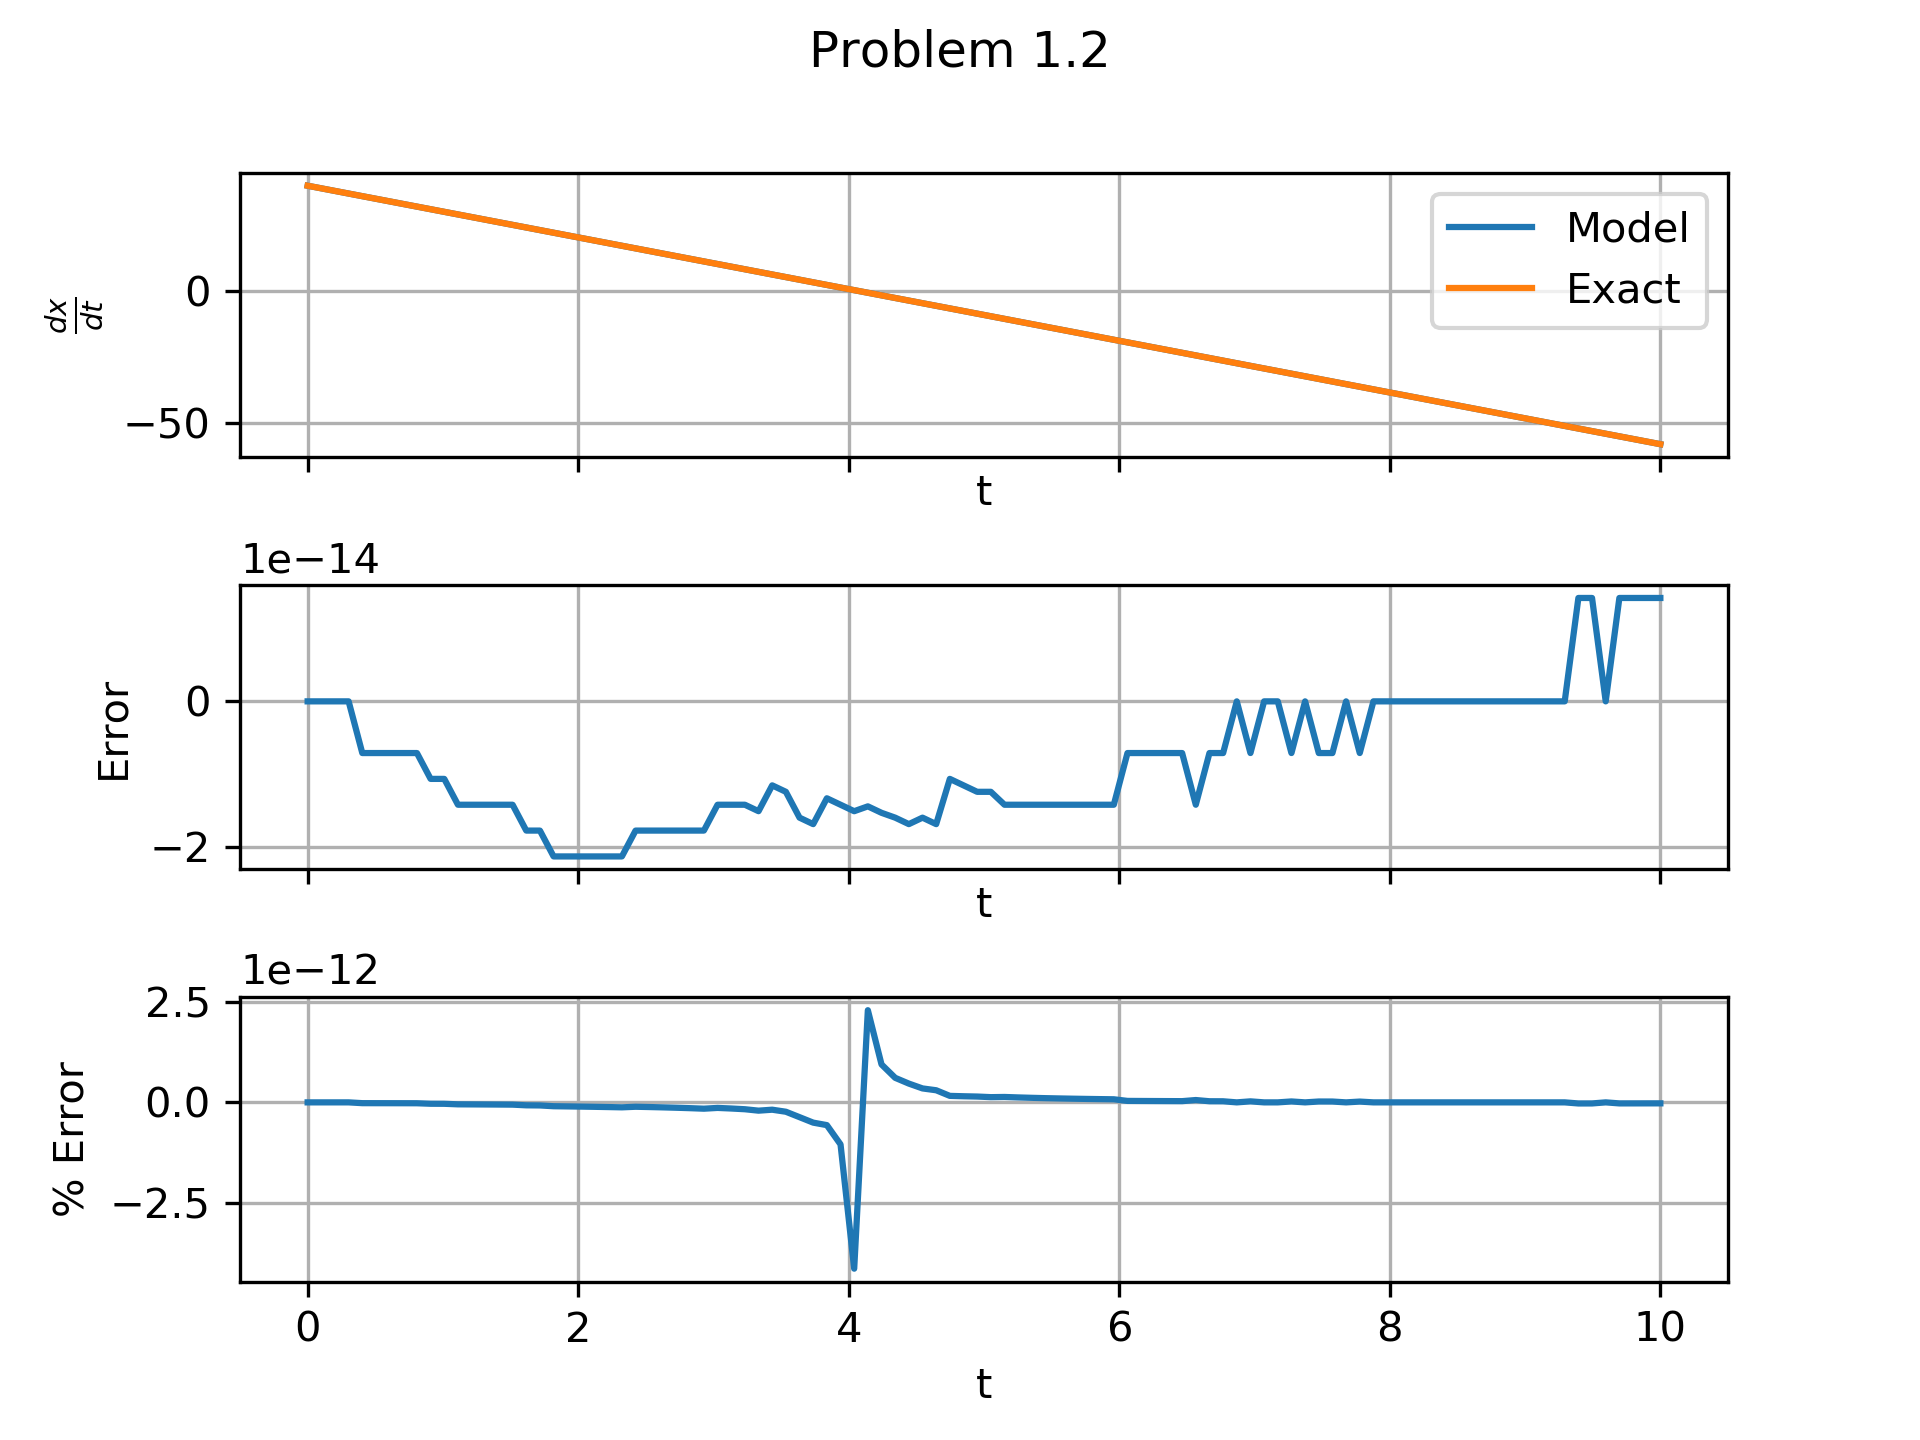 Problem 1.2
0
−50
dx
dt
Model
Exact
t
1e−14
0
−2
Error
t
1e−12
2.5
0.0
−2.5
% Error
0 2 4 6 8 10
t